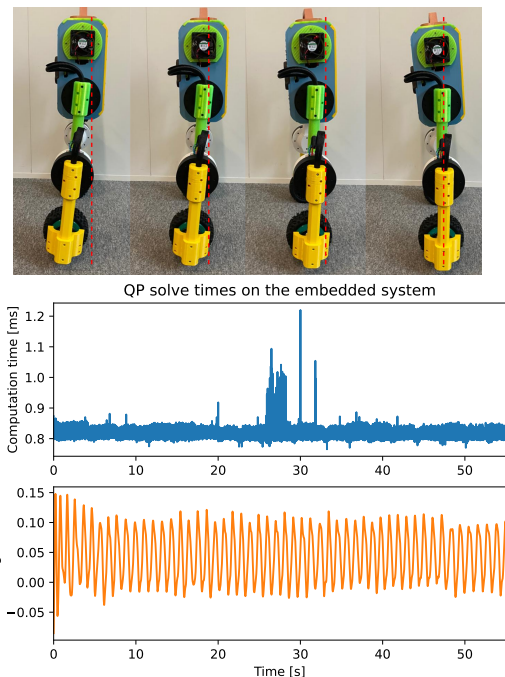 QP solve times on the embedded system
Computation time [ms]
1.2
1.1
1.0
0.9
0.8
0 10 20 30 40 50
0.15
0.10
0.05
0.00
−0.05
0 10 20 30 40 50
Time [s]